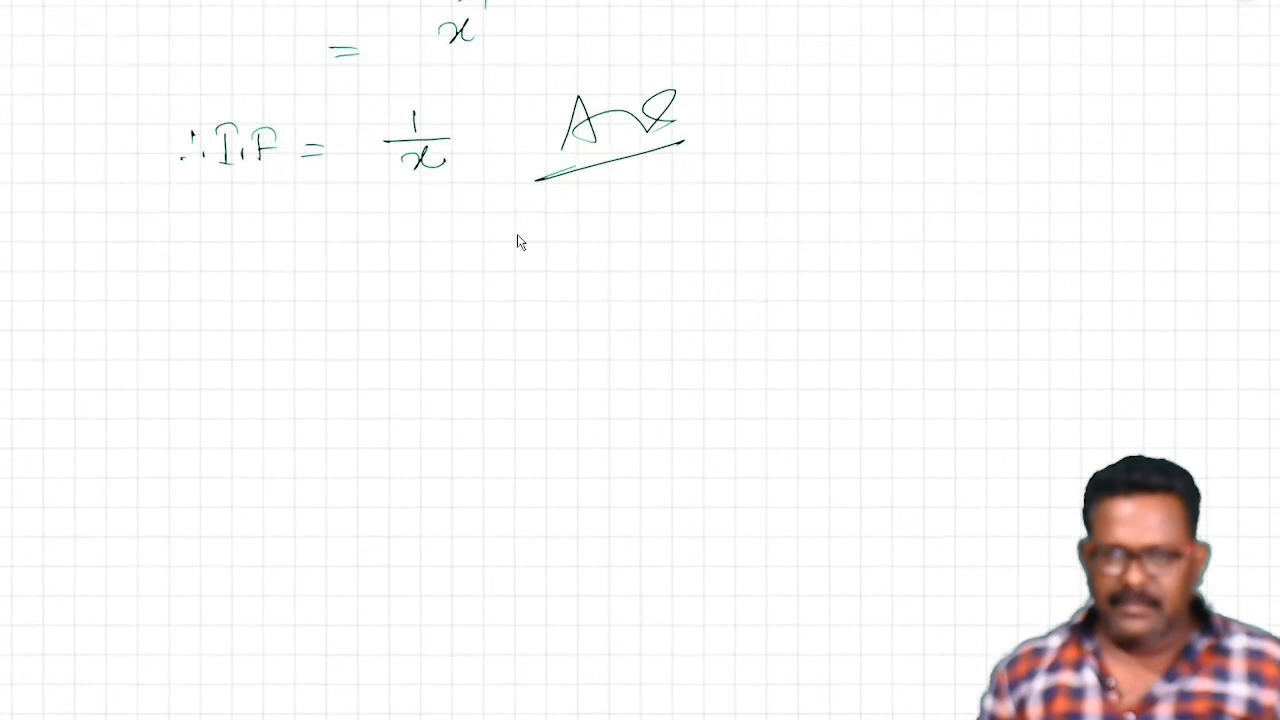 = x
∴ I.F = 1/x Ans